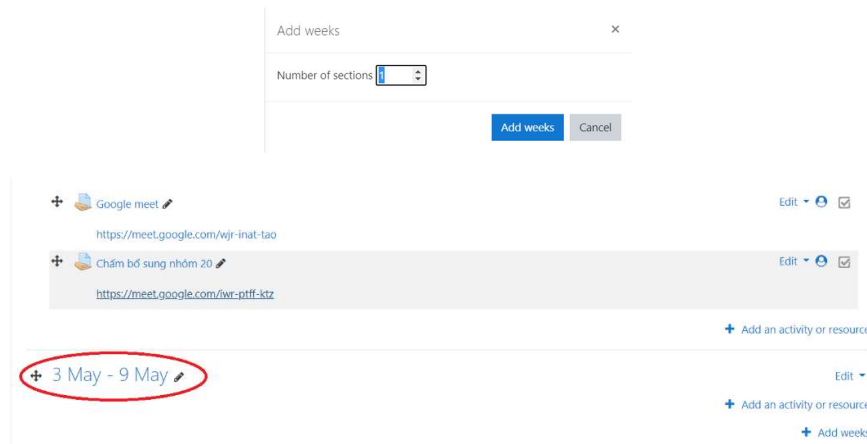 Add weeks ×
Number of sections 1
Add weeks Cancel
Google meet Edit
https://meet.google.com/wjr-inat-tao
Chấm bổ sung nhóm 20 Edit
https://meet.google.com/iwr-ptff-ktz
Add an activity or resource
3 May - 9 May Edit
Add an activity or resource
Add weeks